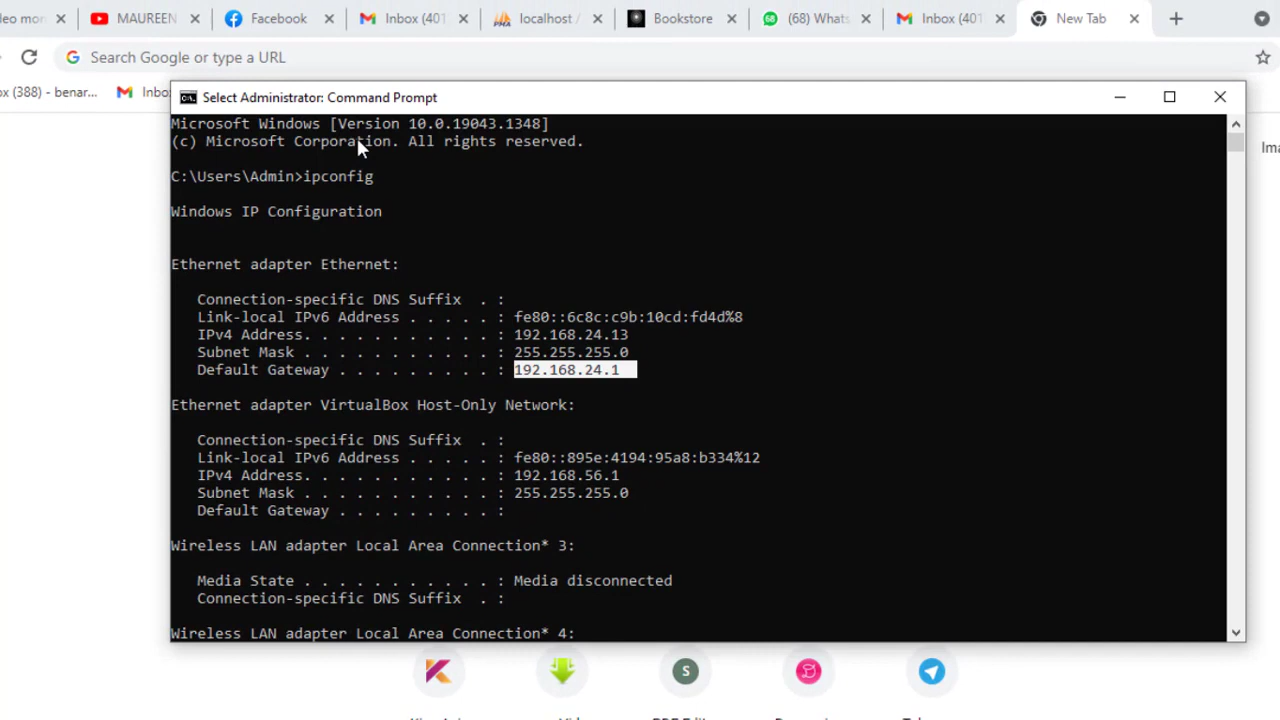 MAUREEN
Facebook
Inbox (401
localhost /
Bookstore
(68) Whats
Inbox (401
New Tab
Search Google or type a URL
ox (388) - benar...
Inbo
Select Administrator: Command Prompt
Microsoft Windows [Version 10.0.19043.1348]
(c) Microsoft Corporation. All rights reserved.
C:\Users\Admin>ipconfig
Windows IP Configuration
Ethernet adapter Ethernet:
Connection-specific DNS Suffix . :
Link-local IPv6 Address . . . . . : fe80::6c8c:c9b:10cd:fd4d%8
IPv4 Address. . . . . . . . . . . : 192.168.24.13
Subnet Mask . . . . . . . . . . . : 255.255.255.0
Default Gateway . . . . . . . . . : 192.168.24.1
Ethernet adapter VirtualBox Host-Only Network:
Connection-specific DNS Suffix . :
Link-local IPv6 Address . . . . . : fe80::895e:4194:95a8:b334%12
IPv4 Address. . . . . . . . . . . : 192.168.56.1
Subnet Mask . . . . . . . . . . . : 255.255.255.0
Default Gateway . . . . . . . . . :
Wireless LAN adapter Local Area Connection* 3:
Media State . . . . . . . . . . . : Media disconnected
Connection-specific DNS Suffix . :
Wireless LAN adapter Local Area Connection* 4:
S